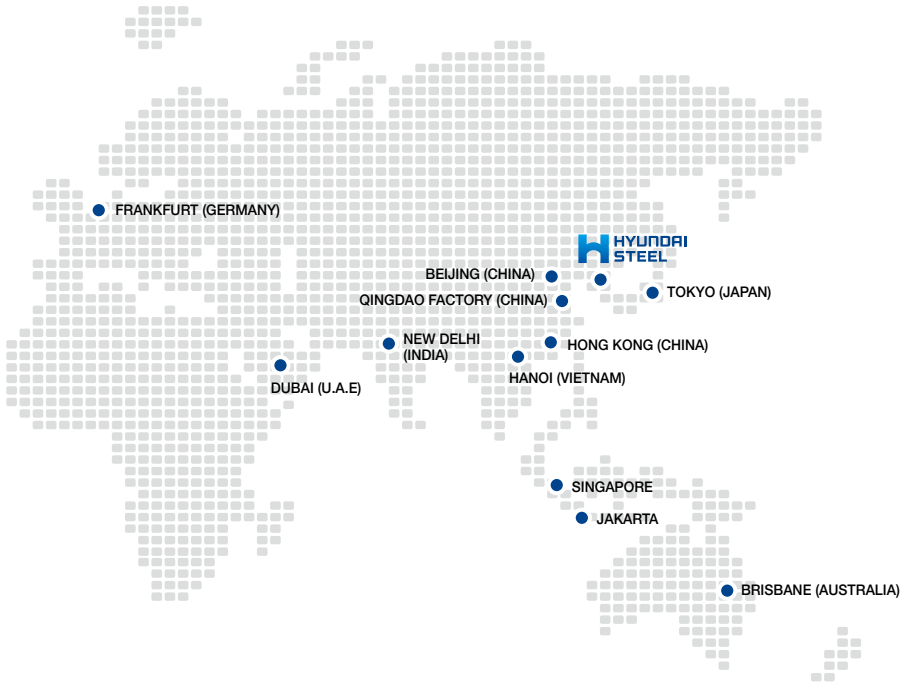 FRANKFURT (GERMANY)
HYUNDAI
STEEL
BEIJING (CHINA)
QINGDAO FACTORY (CHINA)
TOKYO (JAPAN)
NEW DELHI
(INDIA)
HONG KONG (CHINA)
HANOI (VIETNAM)
DUBAI (U.A.E)
SINGAPORE
JAKARTA
BRISBANE (AUSTRALIA)